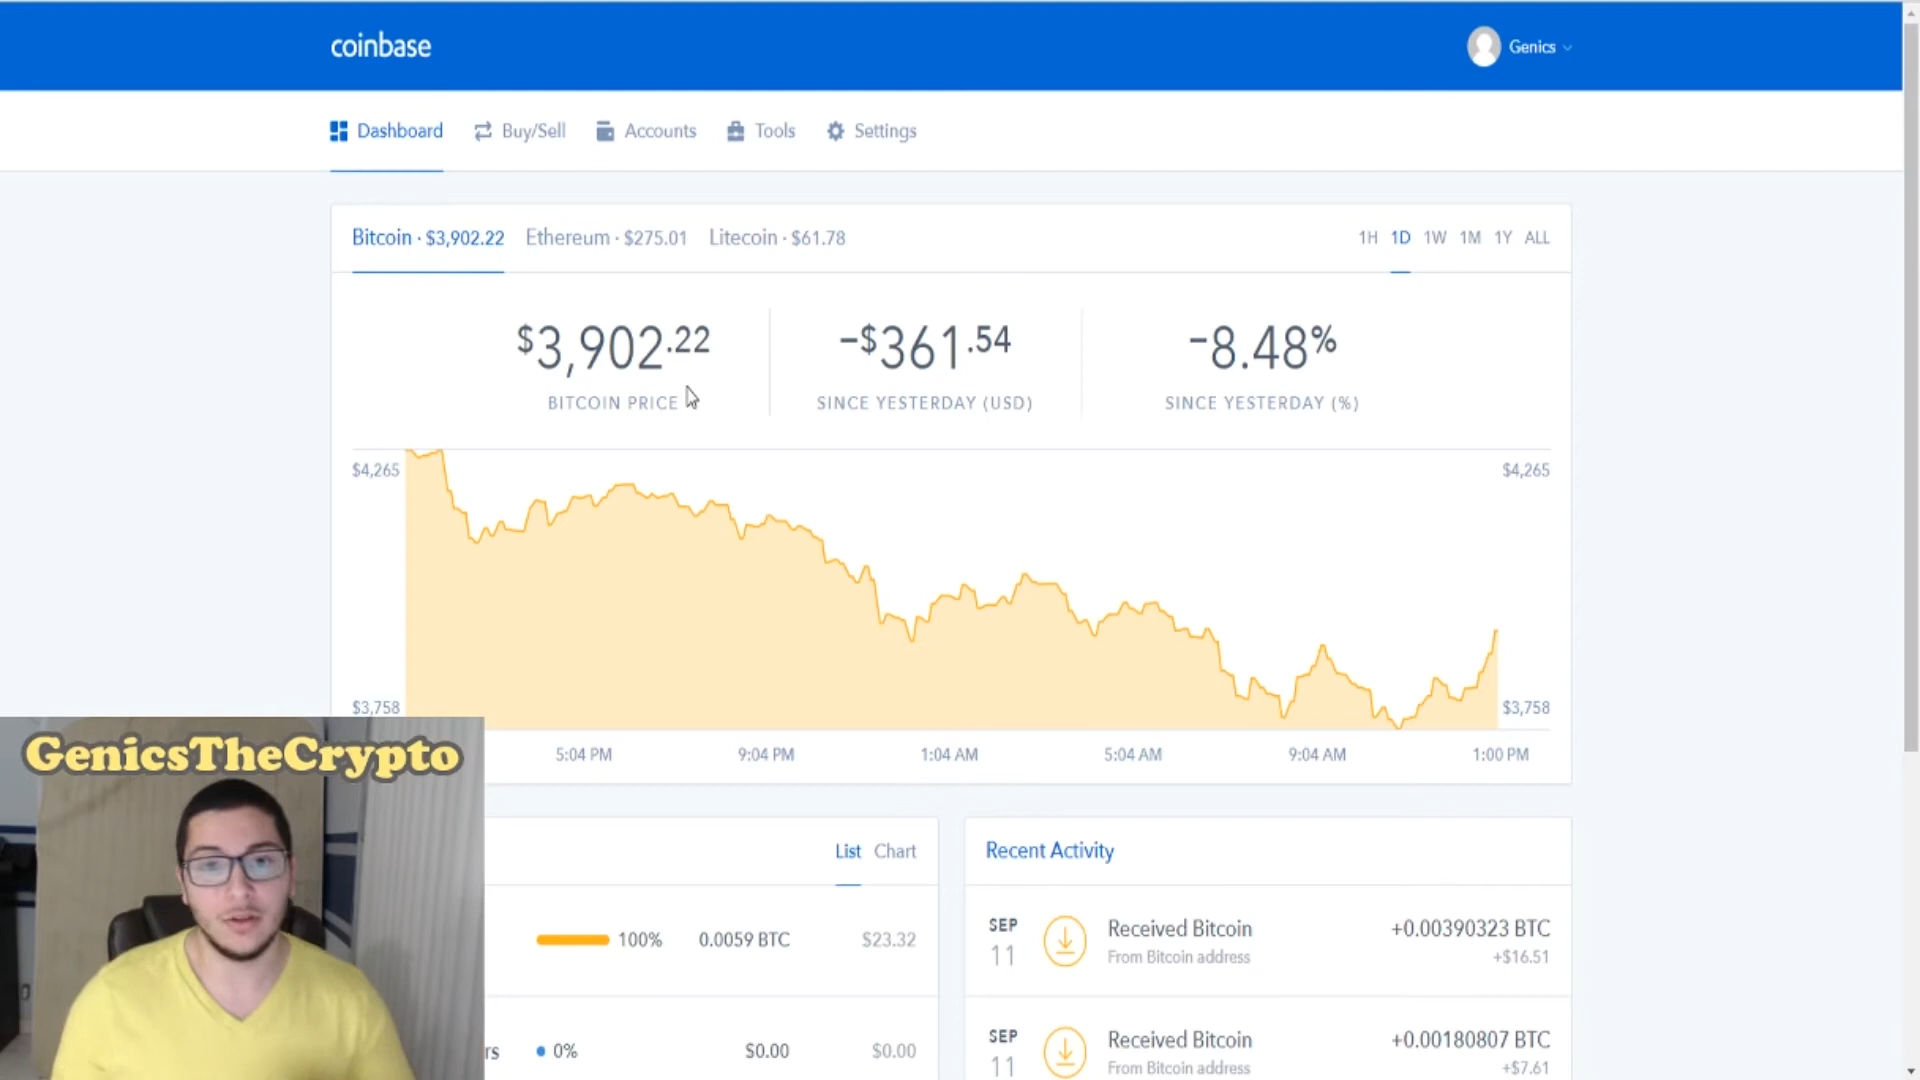 coinbase
Genics
Dashboard
Buy/Sell
Accounts
Tools
Settings
Bitcoin · $3,902.22
Ethereum · $275.01
Litecoin · $61.78
1H 1D 1W 1M 1Y ALL
$3,902.22
BITCOIN PRICE
-$361.54
SINCE YESTERDAY (USD)
-8.48%
SINCE YESTERDAY (%)
$4,265
$4,265
$3,758
$3,758
5:04 PM
9:04 PM
1:04 AM
5:04 AM
9:04 AM
1:00 PM
GenicsTheCrypto
List Chart
100% 0.0059 BTC $23.32
rs 0% $0.00 $0.00
Recent Activity
SEP 11
Received Bitcoin +0.00390323 BTC
From Bitcoin address +$16.51
SEP 11
Received Bitcoin +0.00180807 BTC
From Bitcoin address +$7.61